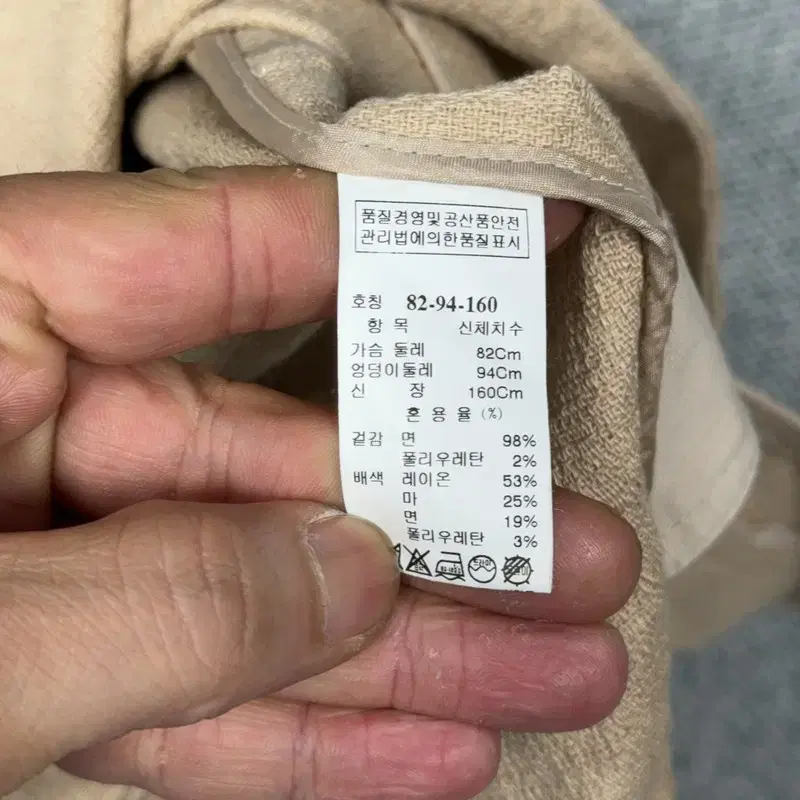 품질경영및공산품안전
관리법에의한품질표시
호칭 82-94-160
항 목 신체치수
가슴 둘레 82Cm
엉덩이둘레 94Cm
신 장 160Cm
혼 용 율 (%)
겉감 면 98%
폴리우레탄 2%
배색 레이온 53%
마 25%
면 19%
폴리우레탄 3%